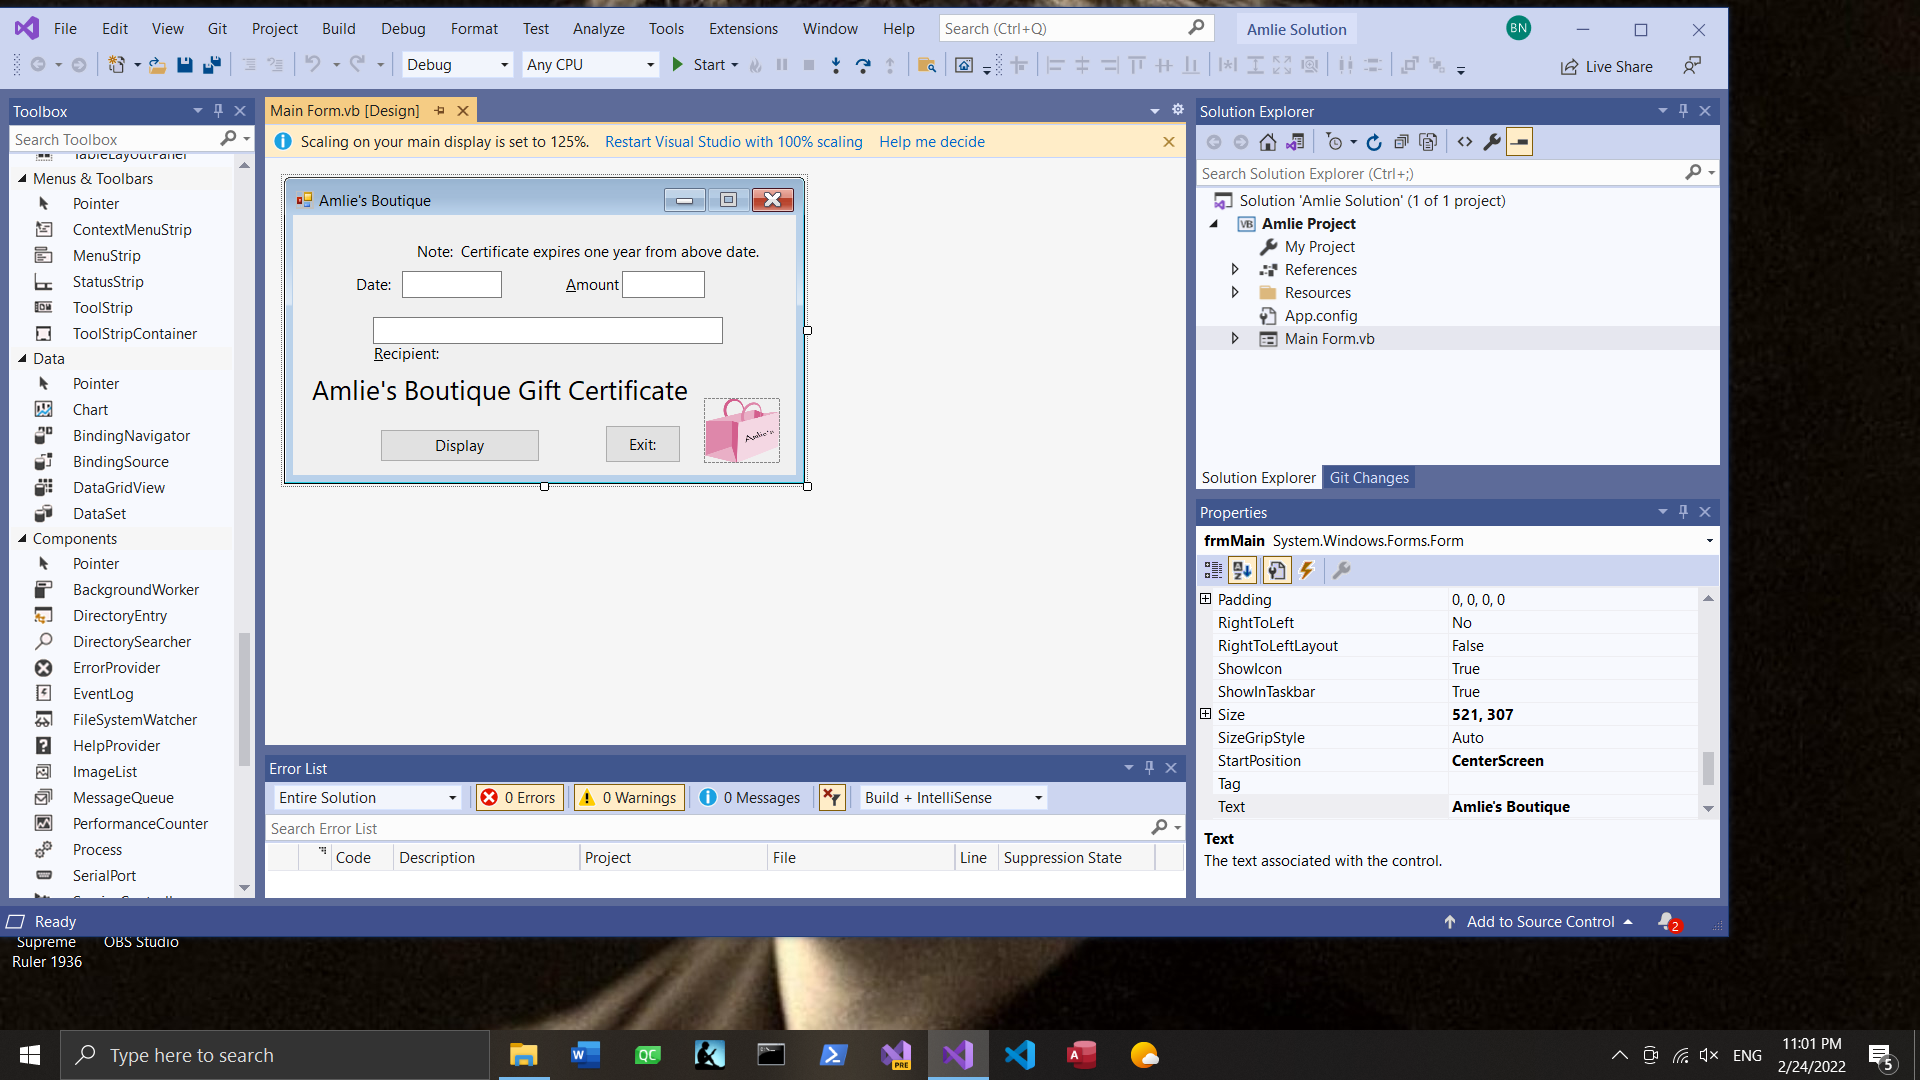 File Edit View Git Project Build Debug Format Test Analyze Tools Extensions Window Help Search (Ctrl+Q) Amlie Solution BN
Debug Any CPU Start Live Share
Toolbox
Search Toolbox
TableLayoutPanel
Menus & Toolbars
Pointer
ContextMenuStrip
MenuStrip
StatusStrip
ToolStrip
ToolStripContainer
Data
Pointer
Chart
BindingNavigator
BindingSource
DataGridView
DataSet
Components
Pointer
BackgroundWorker
DirectoryEntry
DirectorySearcher
ErrorProvider
EventLog
FileSystemWatcher
HelpProvider
ImageList
MessageQueue
PerformanceCounter
Process
SerialPort
Main Form.vb [Design]
Scaling on your main display is set to 125%. Restart Visual Studio with 100% scaling Help me decide
Amlie's Boutique
Note: Certificate expires one year from above date.
Date: Amount
Recipient:
Amlie's Boutique Gift Certificate
Amlie's
Display Exit:
Error List
Entire Solution 0 Errors 0 Warnings 0 Messages Build + IntelliSense
Search Error List
Code Description Project File Line Suppression State
Solution Explorer
Search Solution Explorer (Ctrl+;)
Solution 'Amlie Solution' (1 of 1 project)
VB Amlie Project
My Project
References
Resources
App.config
Main Form.vb
Solution Explorer Git Changes
Properties
frmMain System.Windows.Forms.Form
Padding 0, 0, 0, 0
RightToLeft No
RightToLeftLayout False
ShowIcon True
ShowInTaskbar True
Size 521, 307
SizeGripStyle Auto
StartPosition CenterScreen
Tag
Text Amlie's Boutique
Text
The text associated with the control.
Ready Add to Source Control 2
Supreme OBS Studio
Ruler 1936
Type here to search
W QC PRE A
ENG 11:01 PM
2/24/2022 5